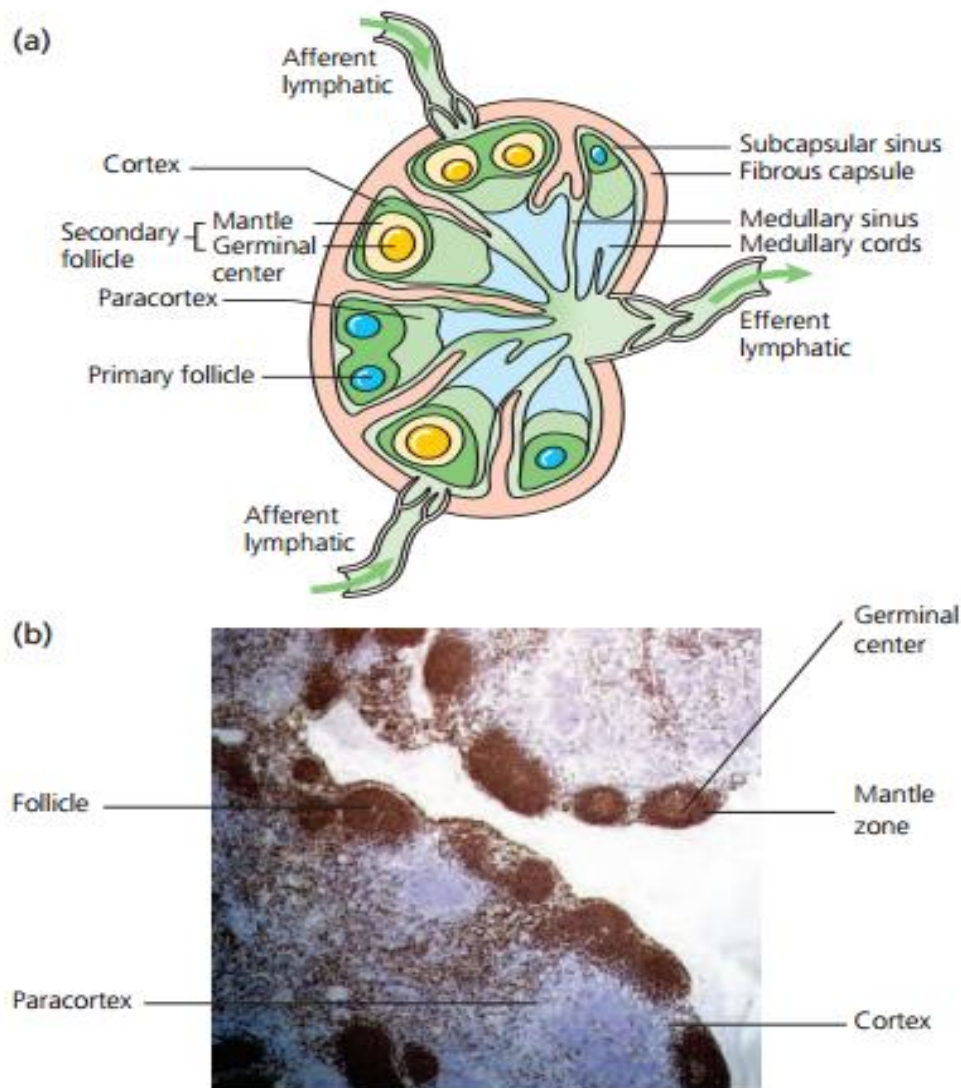 (a)
Afferent
lymphatic
Cortex
Secondary
follicle
Mantle
Germinal
center
Paracortex
Primary follicle
Afferent
lymphatic
Subcapsular sinus
Fibrous capsule
Medullary sinus
Medullary cords
Efferent
lymphatic
(b)
Follicle
Paracortex
Germinal
center
Mantle
zone
Cortex